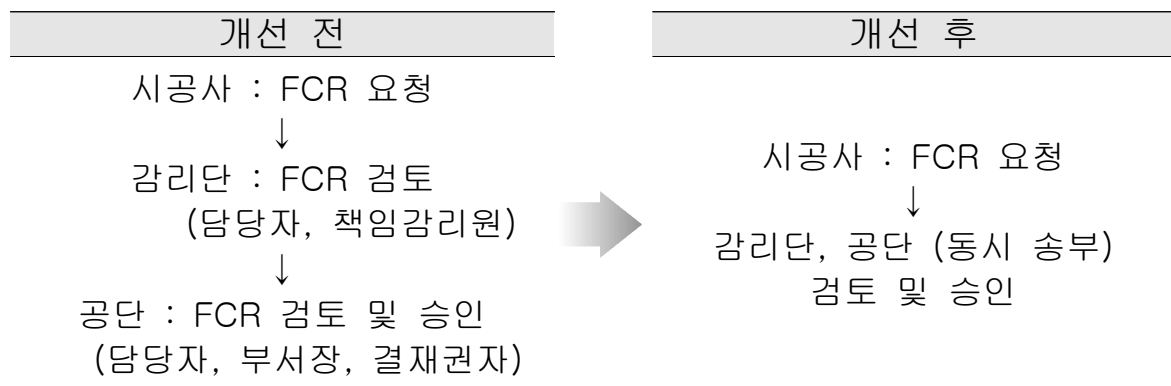 개선 전
시공사 : FCR 요청
↓
감리단 : FCR 검토
(담당자, 책임감리원)
↓
공단 : FCR 검토 및 승인
(담당자, 부서장, 결재권자)
개선 후
시공사 : FCR 요청
↓
감리단, 공단 (동시 송부)
검토 및 승인